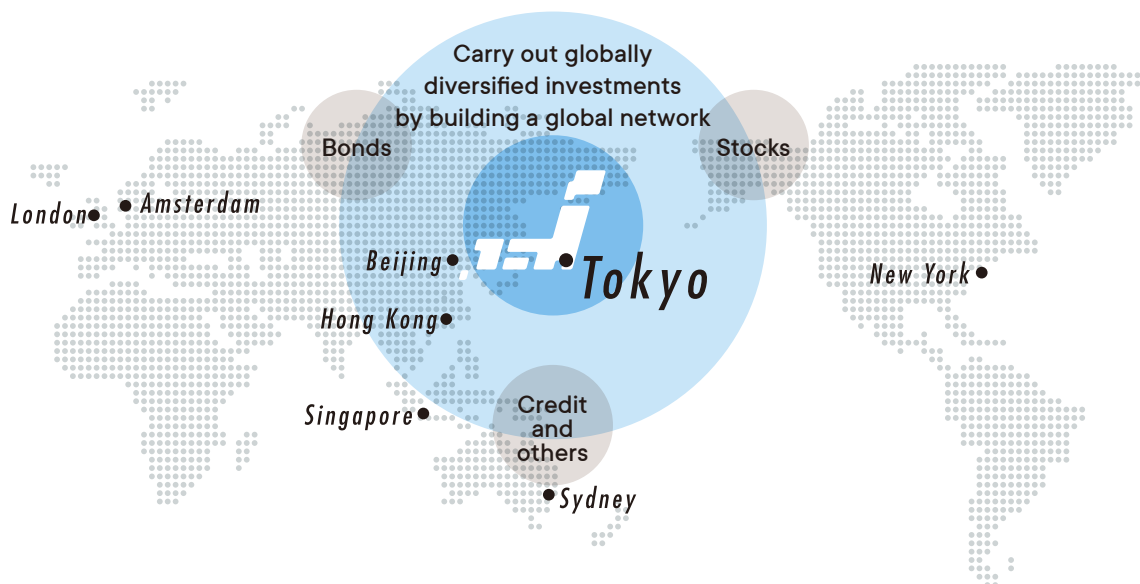 Carry out globally
diversified investments
by building a global network
Bonds
Stocks
London
Amsterdam
Beijing
Tokyo
New York
Hong Kong
Singapore
Credit
and
others
Sydney